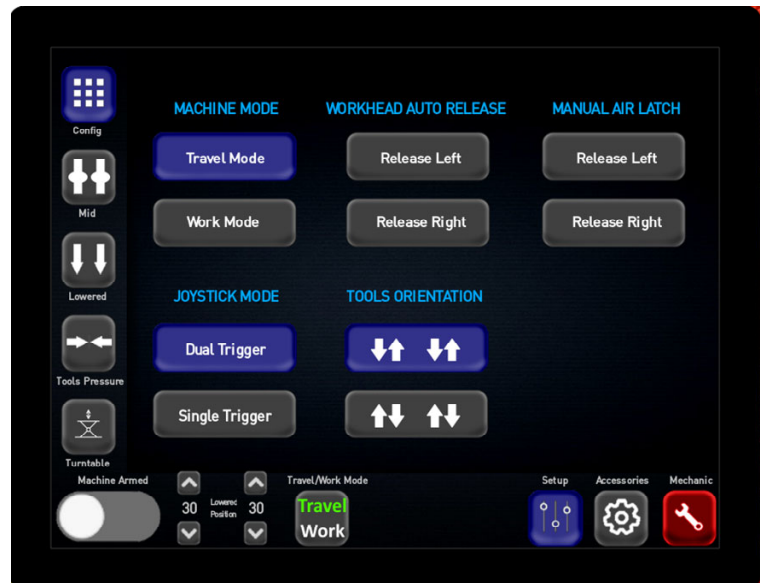 Config
Mid
Lowered
Tools Pressure
Turntable
MACHINE MODE
Travel Mode
Work Mode
WORKHEAD AUTO RELEASE
Release Left
Release Right
MANUAL AIR LATCH
Release Left
Release Right
JOYSTICK MODE
Dual Trigger
Single Trigger
TOOLS ORIENTATION
Machine Armed
30
Lowered
Position
30
Travel/Work Mode
Travel
Work
Setup
Accessories
Mechanic